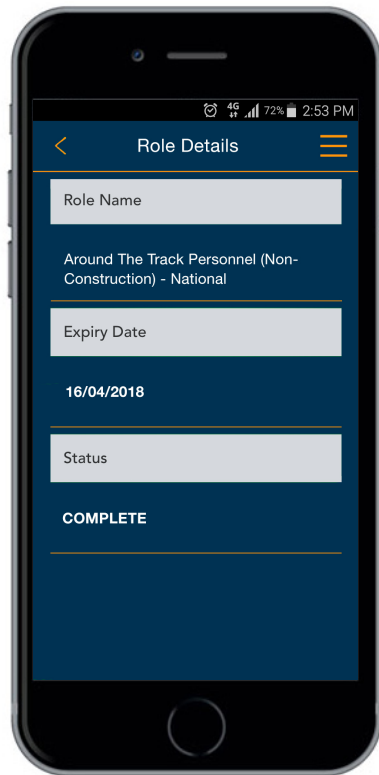 4G 72% 2:53 PM
Role Details
Role Name
Around The Track Personnel (Non-
Construction) - National
Expiry Date
16/04/2018
Status
COMPLETE